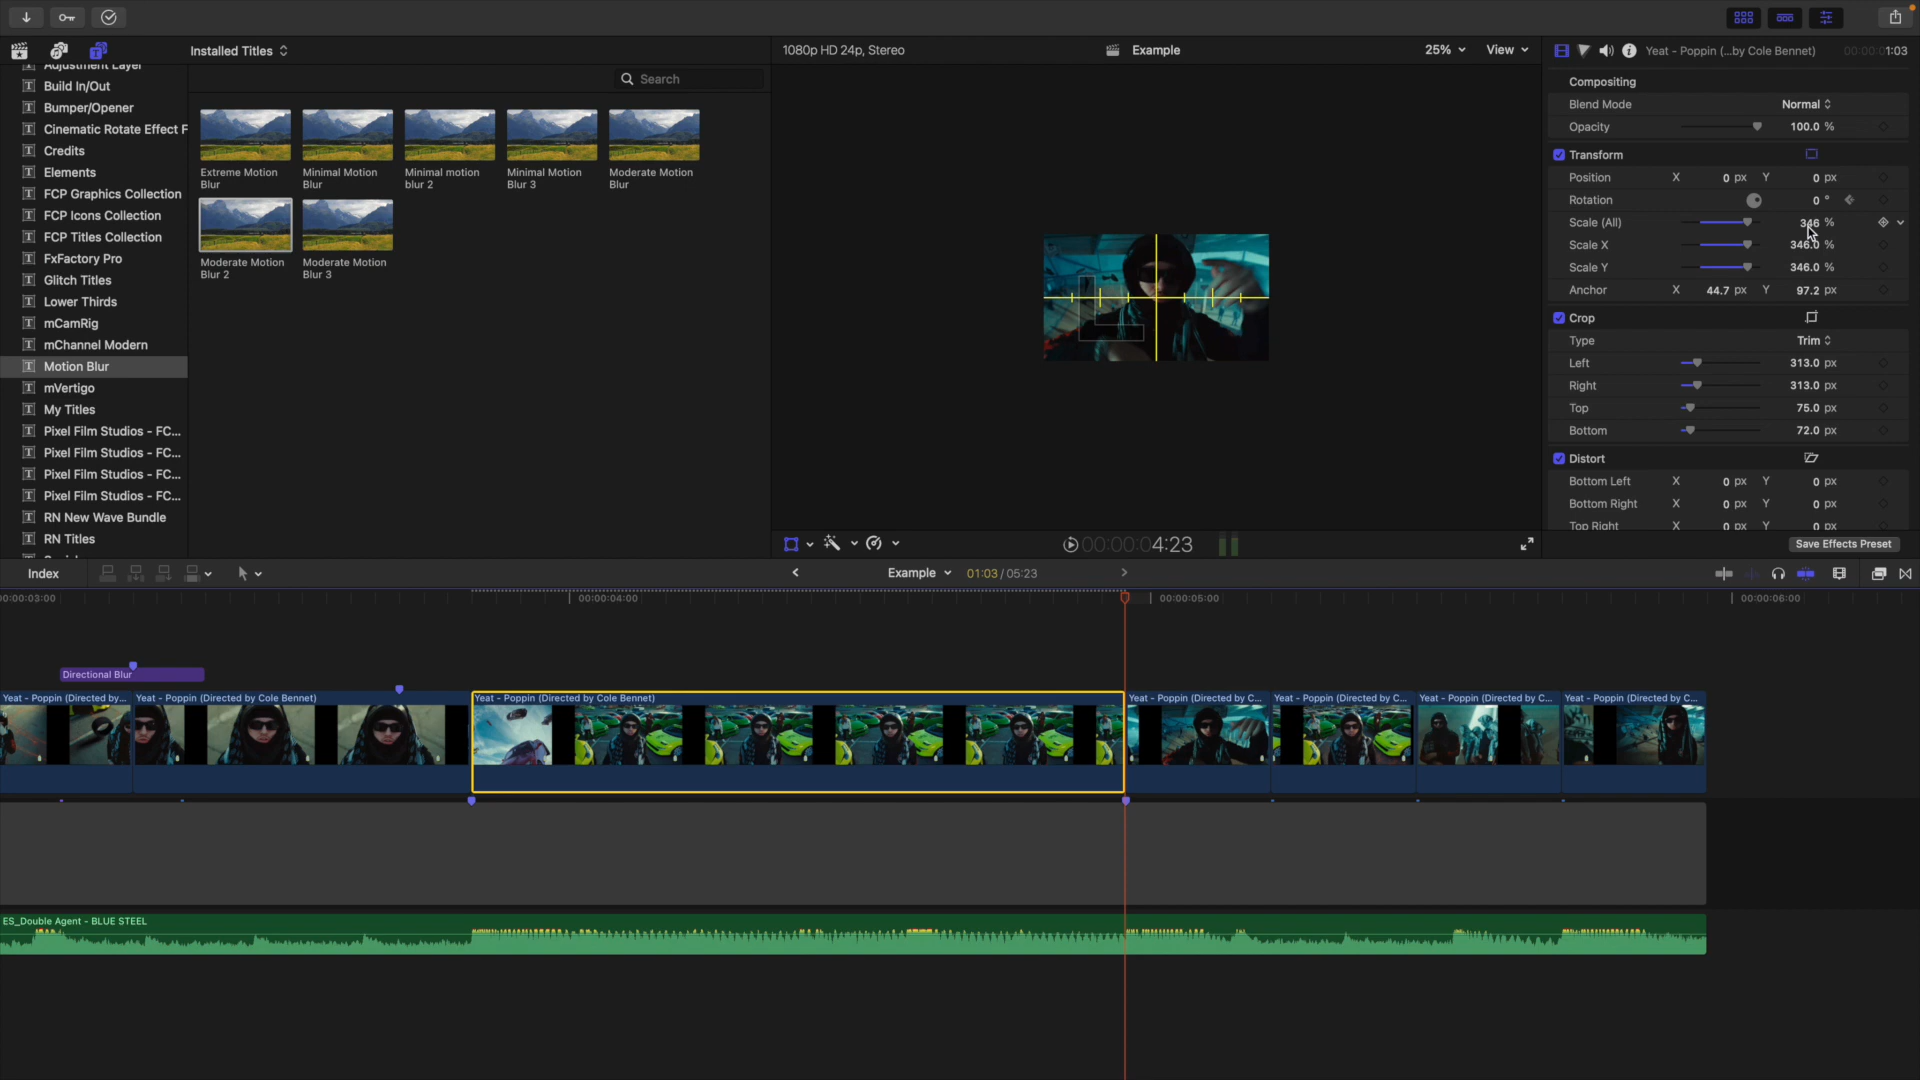 Installed Titles
1080p HD 24p, Stereo
Example
25%
View
Yeat - Poppin (...by Cole Bennet)
00:00:01:03
Search
Adjustment Layer
Build In/Out
Bumper/Opener
Cinematic Rotate Effect F
Credits
Elements
FCP Graphics Collection
FCP Icons Collection
FCP Titles Collection
FxFactory Pro
Glitch Titles
Lower Thirds
mCamRig
mChannel Modern
Motion Blur
mVertigo
My Titles
Pixel Film Studios - FC...
Pixel Film Studios - FC...
Pixel Film Studios - FC...
Pixel Film Studios - FC...
RN New Wave Bundle
RN Titles
Extreme Motion Blur
Minimal Motion Blur
Minimal motion blur 2
Minimal Motion Blur 3
Moderate Motion Blur
Moderate Motion Blur 2
Moderate Motion Blur 3
Compositing
Blend Mode Normal
Opacity 100.0 %
Transform
Position X 0 px Y 0 px
Rotation 0 °
Scale (All) 346 %
Scale X 346.0 %
Scale Y 346.0 %
Anchor X 44.7 px Y 97.2 px
Crop
Type Trim
Left 313.0 px
Right 313.0 px
Top 75.0 px
Bottom 72.0 px
Distort
Bottom Left X 0 px Y 0 px
Bottom Right X 0 px Y 0 px
Top Right X 0 px Y 0 px
00:00:04:23
Save Effects Preset
Index
Example
01:03 / 05:23
00:00:03:00
00:00:04:00
00:00:05:00
00:00:06:00
Directional Blur
Yeat - Poppin (Directed by...
Yeat - Poppin (Directed by Cole Bennet)
Yeat - Poppin (Directed by Cole Bennet)
Yeat - Poppin (Directed by C...
Yeat - Poppin (Directed by C...
Yeat - Poppin (Directed by C...
Yeat - Poppin (Directed by C...
ES_Double Agent - BLUE STEEL